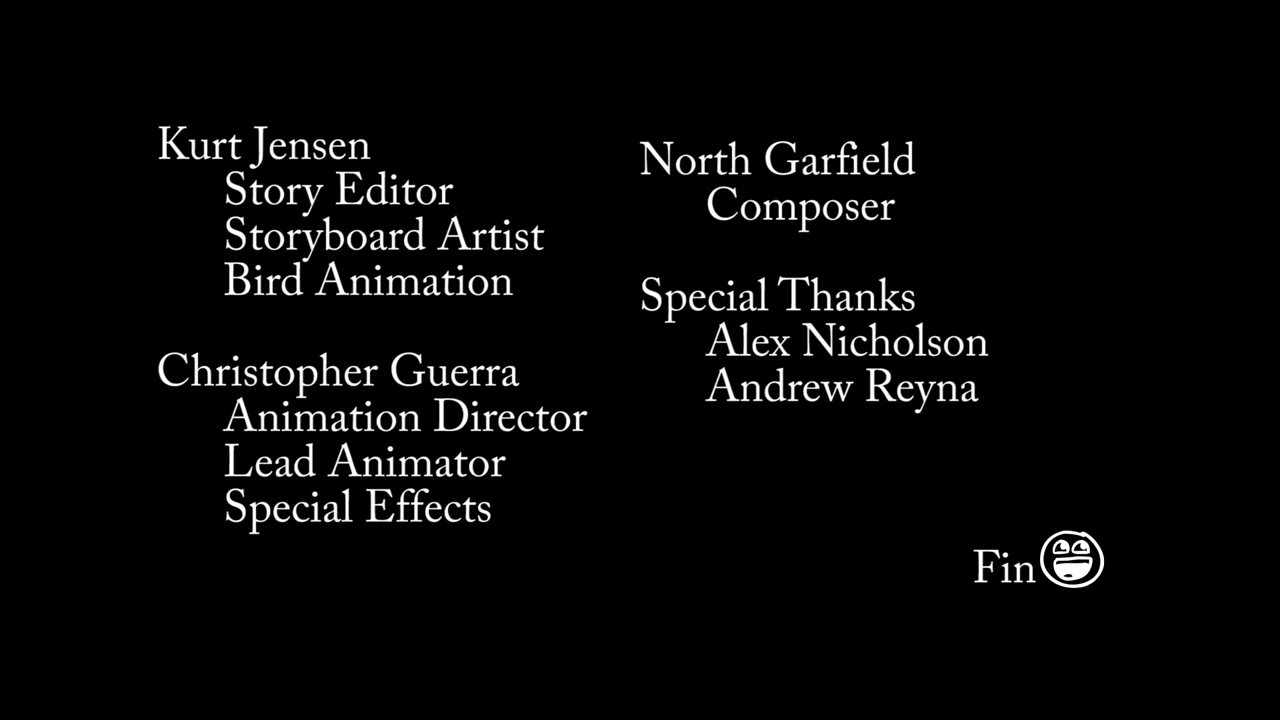 Kurt Jensen
Story Editor
Storyboard Artist
Bird Animation
Christopher Guerra
Animation Director
Lead Animator
Special Effects
North Garfield
Composer
Special Thanks
Alex Nicholson
Andrew Reyna
Fin